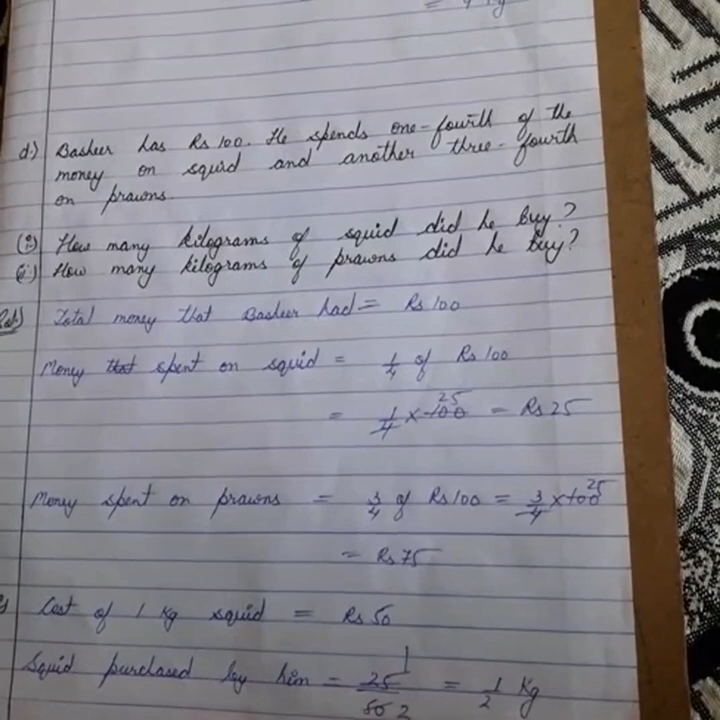 d) Basheer has Rs 100. He spends one-fourth of the
money on squid and another three-fourth
on prawns.
(i) How many kilograms of squid did he buy?
(ii) How many kilograms of prawns did he buy?
Sol) Total money that Basheer had = Rs 100
Money that spent on squid = 1/4 of Rs 100
= 1/4 × 100 25 = Rs 25
Money spent on prawns = 3/4 of Rs 100 = 3/4 × 100 25
= Rs 75
Cost of 1 Kg squid = Rs 50
Squid purchased by him = 25 1/50 2 = 1/2 Kg